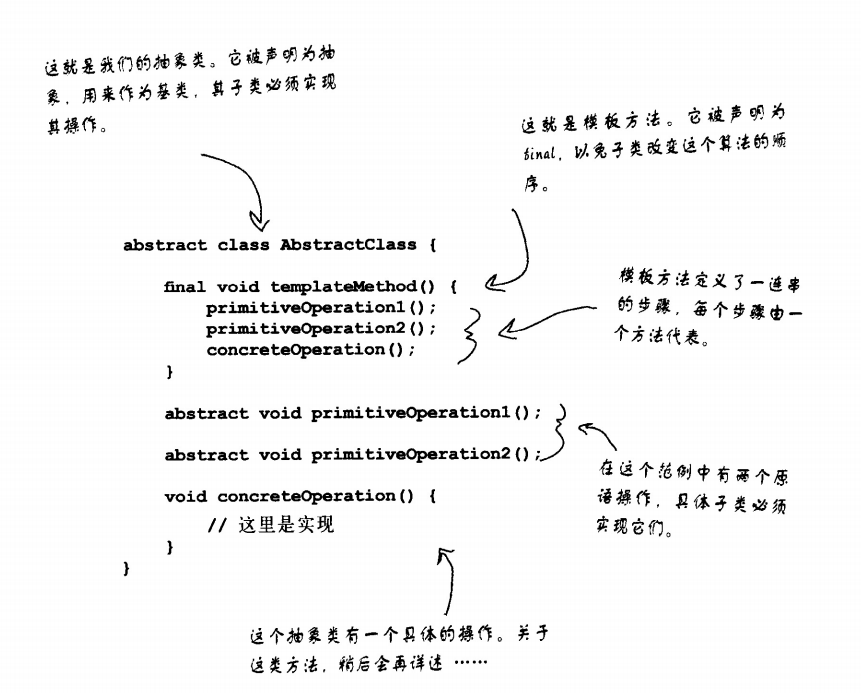 这就是我们的抽象类。它被声明为抽
象，用来作为基类，其子类必须实现
其操作。
这就是模板方法。它被声明为
final，以免子类改变这个算法的顺
序。
abstract class AbstractClass {
final void templateMethod() {
primitiveOperation1();
primitiveOperation2();
concreteOperation();
}
模板方法定义了一连串
的步骤，每个步骤由一
个方法代表。
abstract void primitiveOperation1();
abstract void primitiveOperation2();
在这个范例中有两个原
语操作，具体子类必须
实现它们。
void concreteOperation() {
// 这里是实现
}
}
这个抽象类有一个具体的操作。关于
这类方法，稍后会再详述 ……